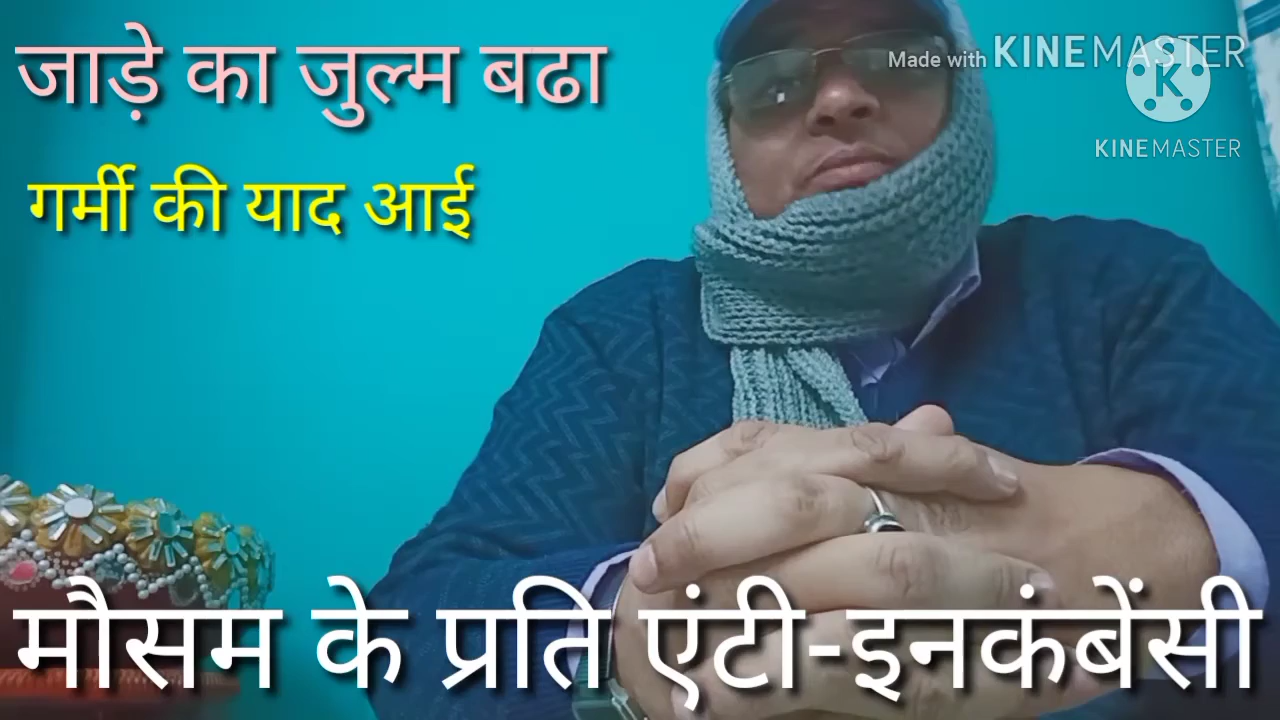 जाड़े का जुल्म बढा
Made with KINEMASTER
K
KINEMASTER
गर्मी की याद आई
मौसम के प्रति एंटी-इनकंबेंसी